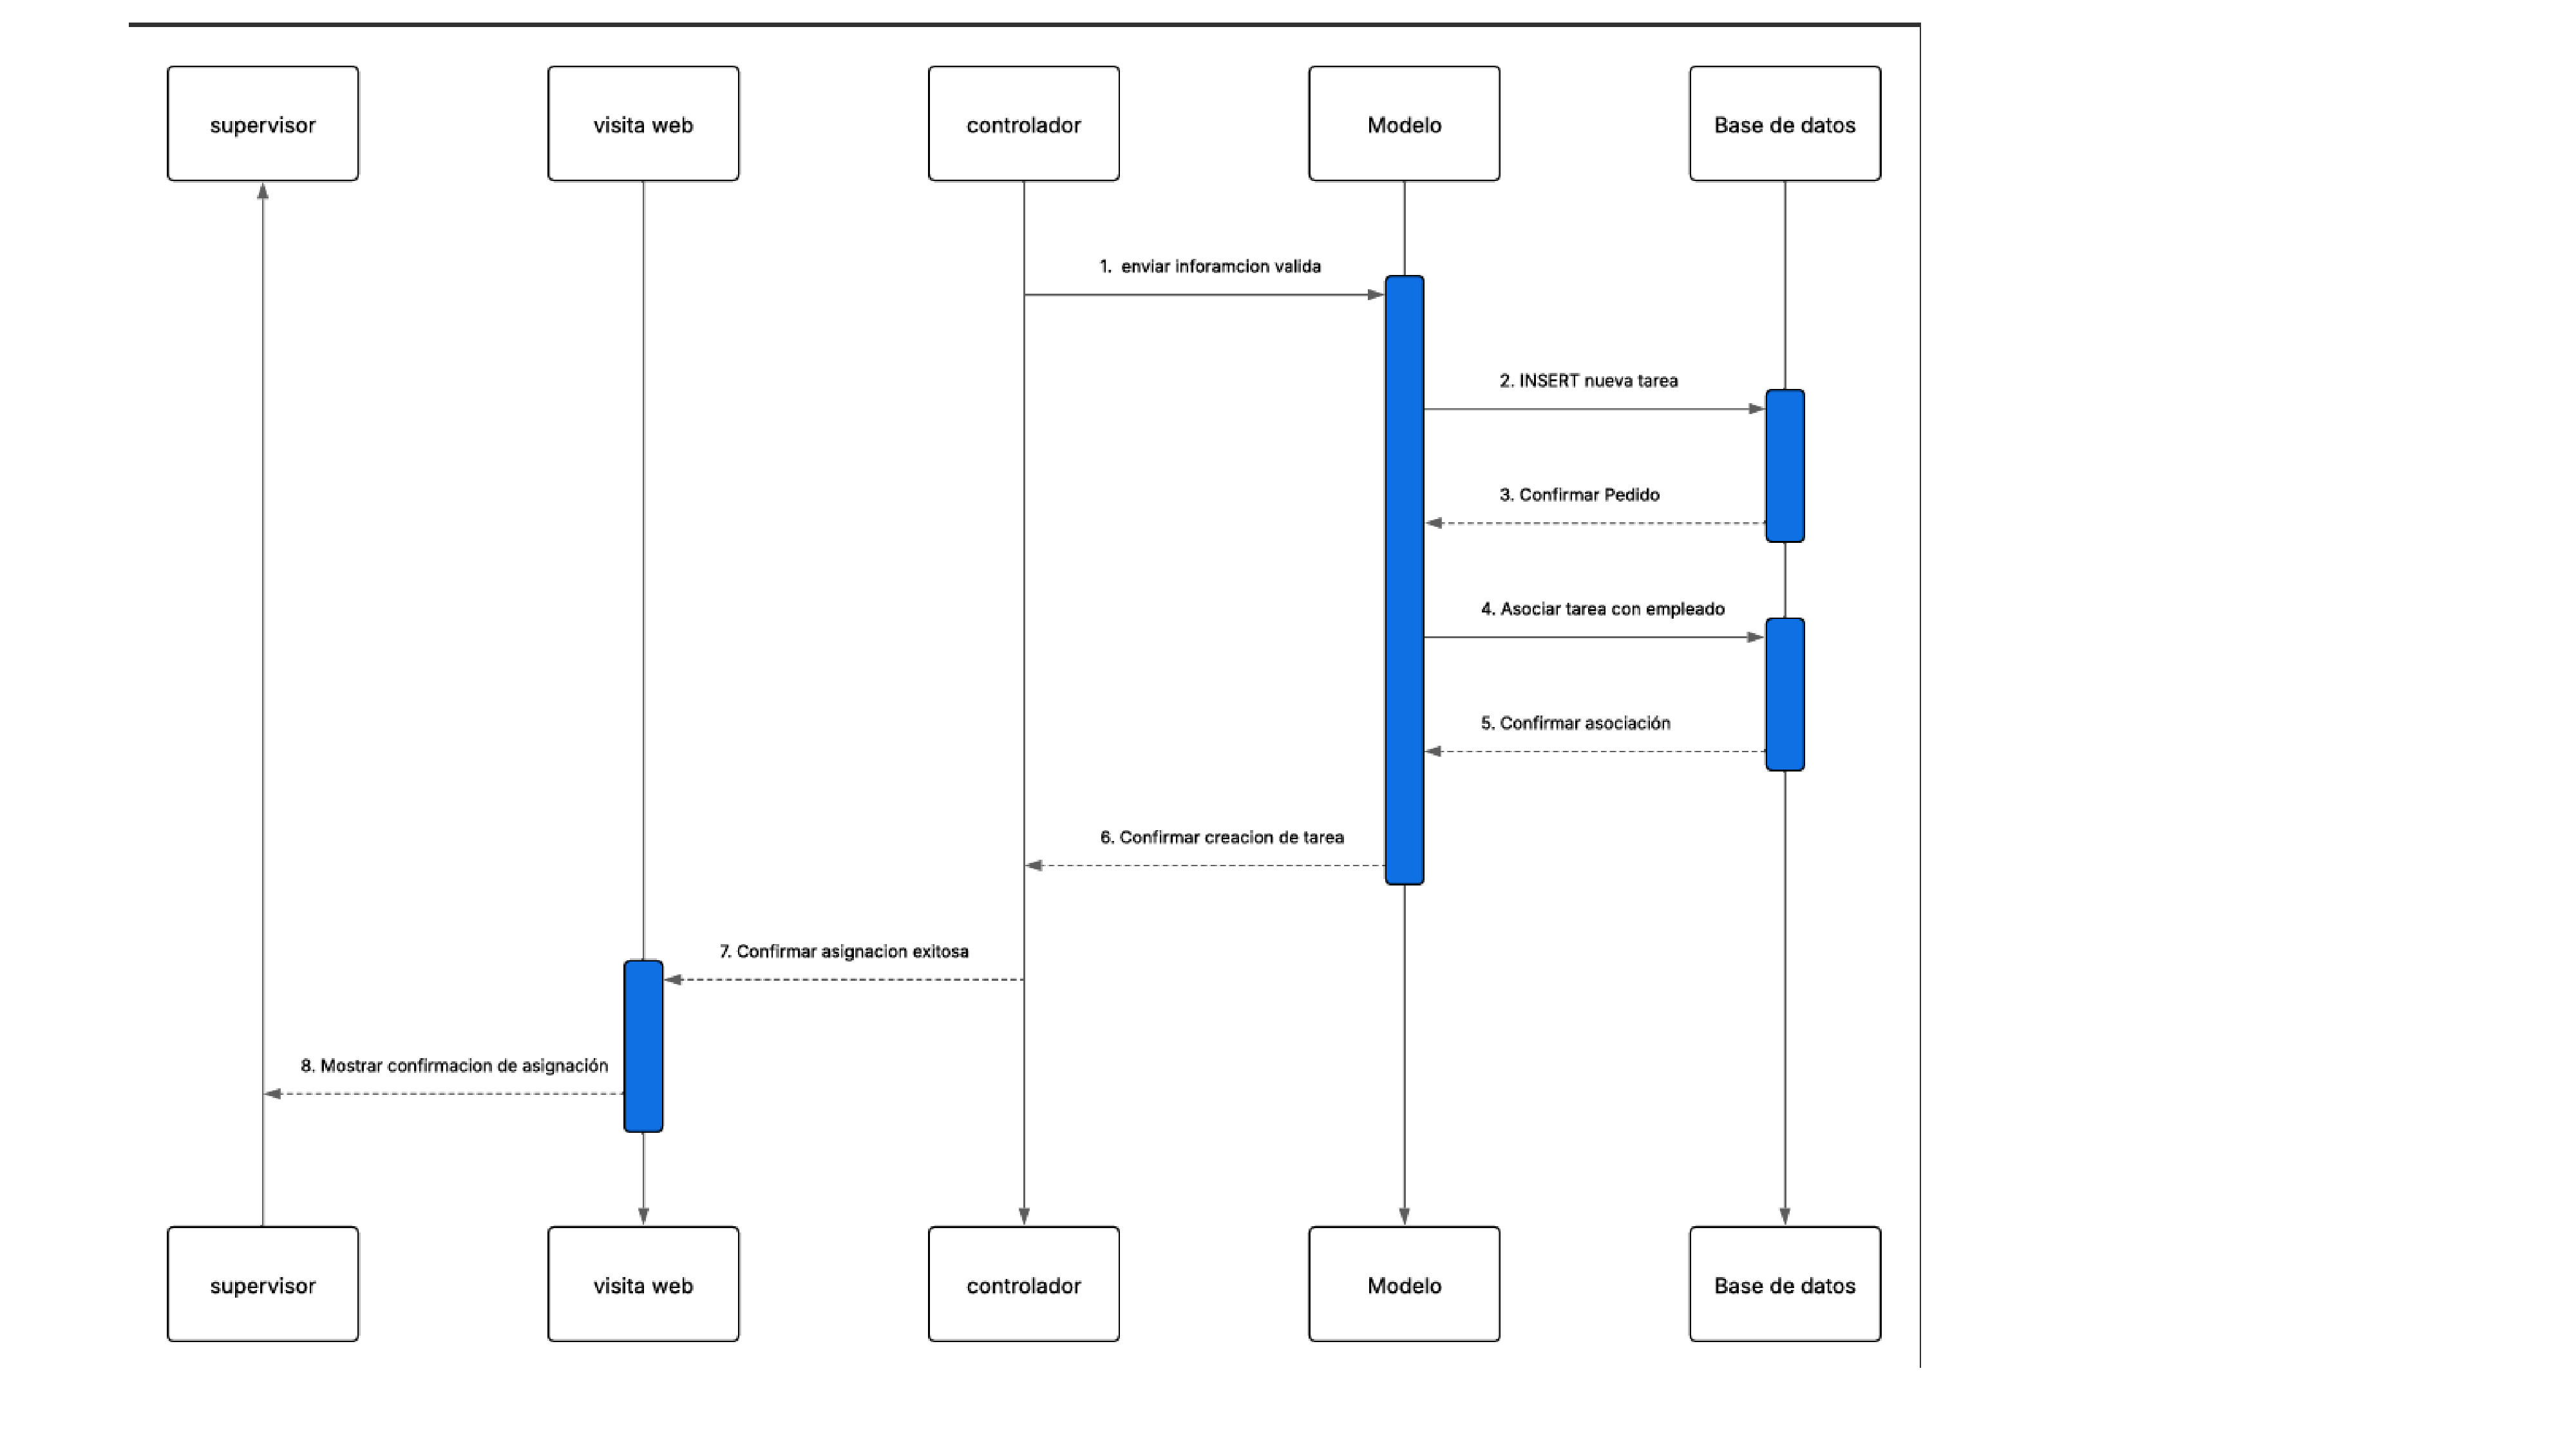 supervisor
visita web
controlador
Modelo
Base de datos
1. enviar inforamcion valida
2. INSERT nueva tarea
3. Confirmar Pedido
4. Asociar tarea con empleado
5. Confirmar asociación
6. Confirmar creacion de tarea
7. Confirmar asignacion exitosa
8. Mostrar confirmacion de asignación
supervisor
visita web
controlador
Modelo
Base de datos